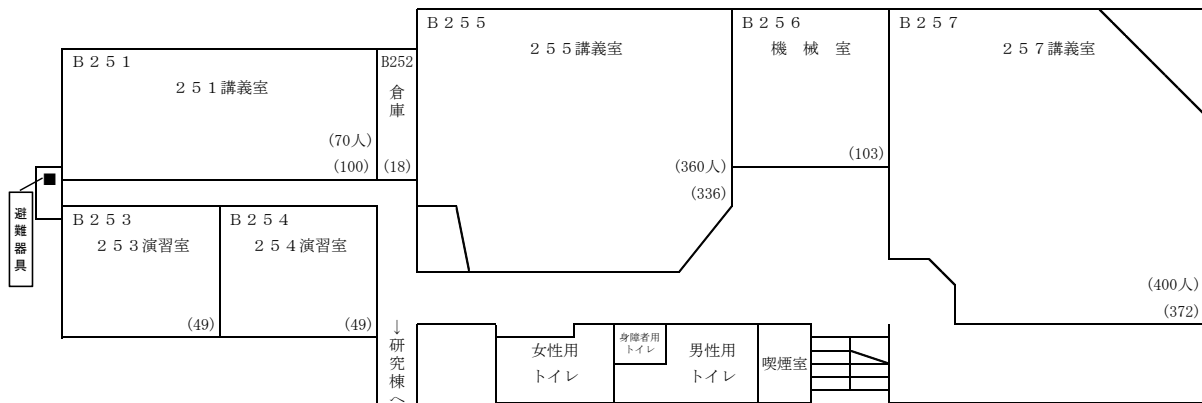 Ｂ２５１
２５１講義室
(70人)
(100)
B252
倉庫
(18)
Ｂ２５５
２５５講義室
(360人)
(336)
Ｂ２５６
機　械　室
(103)
Ｂ２５７
２５７講義室
(400人)
(372)
避難器具
Ｂ２５３
２５３演習室
(49)
Ｂ２５４
２５４演習室
(49)
↓研究棟へ
女性用
トイレ
身障者用
トイレ
男性用
トイレ
喫煙室